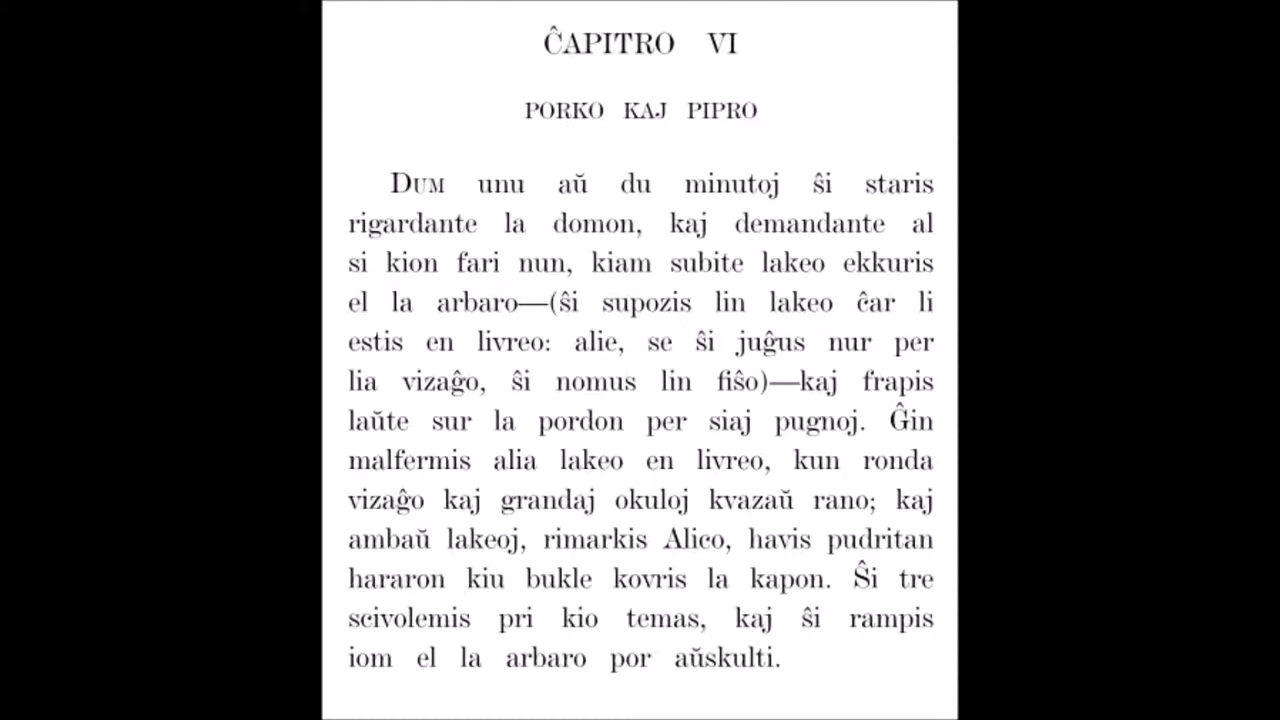 ĈAPITRO VI
PORKO KAJ PIPRO
DUM unu aŭ du minutoj ŝi staris
rigardante la domon, kaj demandante al
si kion fari nun, kiam subite lakeo ekkuris
el la arbaro—(ŝi supozis lin lakeo ĉar li
estis en livreo: alie, se ŝi juĝus nur per
lia vizaĝo, ŝi nomus lin fiŝo)—kaj frapis
laŭte sur la pordon per siaj pugnoj. Ĝin
malfermis alia lakeo en livreo, kun ronda
vizaĝo kaj grandaj okuloj kvazaŭ rano; kaj
ambaŭ lakeoj, rimarkis Alico, havis pudritan
hararon kiu bukle kovris la kapon. Ŝi tre
scivolemis pri kio temas, kaj ŝi rampis
iom el la arbaro por aŭskulti.